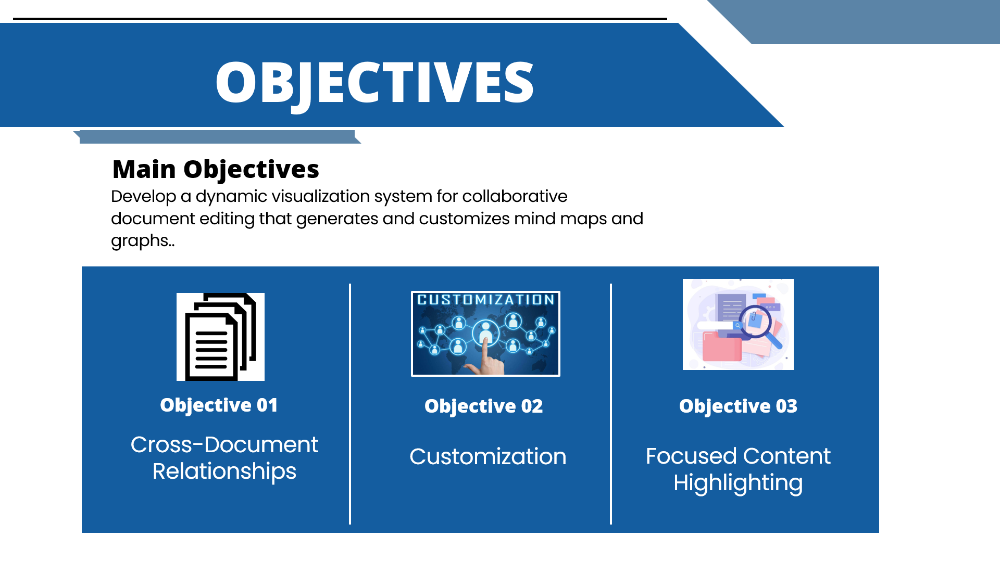 OBJECTIVES
Main Objectives
Develop a dynamic visualization system for collaborative
document editing that generates and customizes mind maps and
graphs..
CUSTOMIZATION
Objective 01
Objective 02
Objective 03
Cross-Document
Relationships
Customization
Focused Content
Highlighting